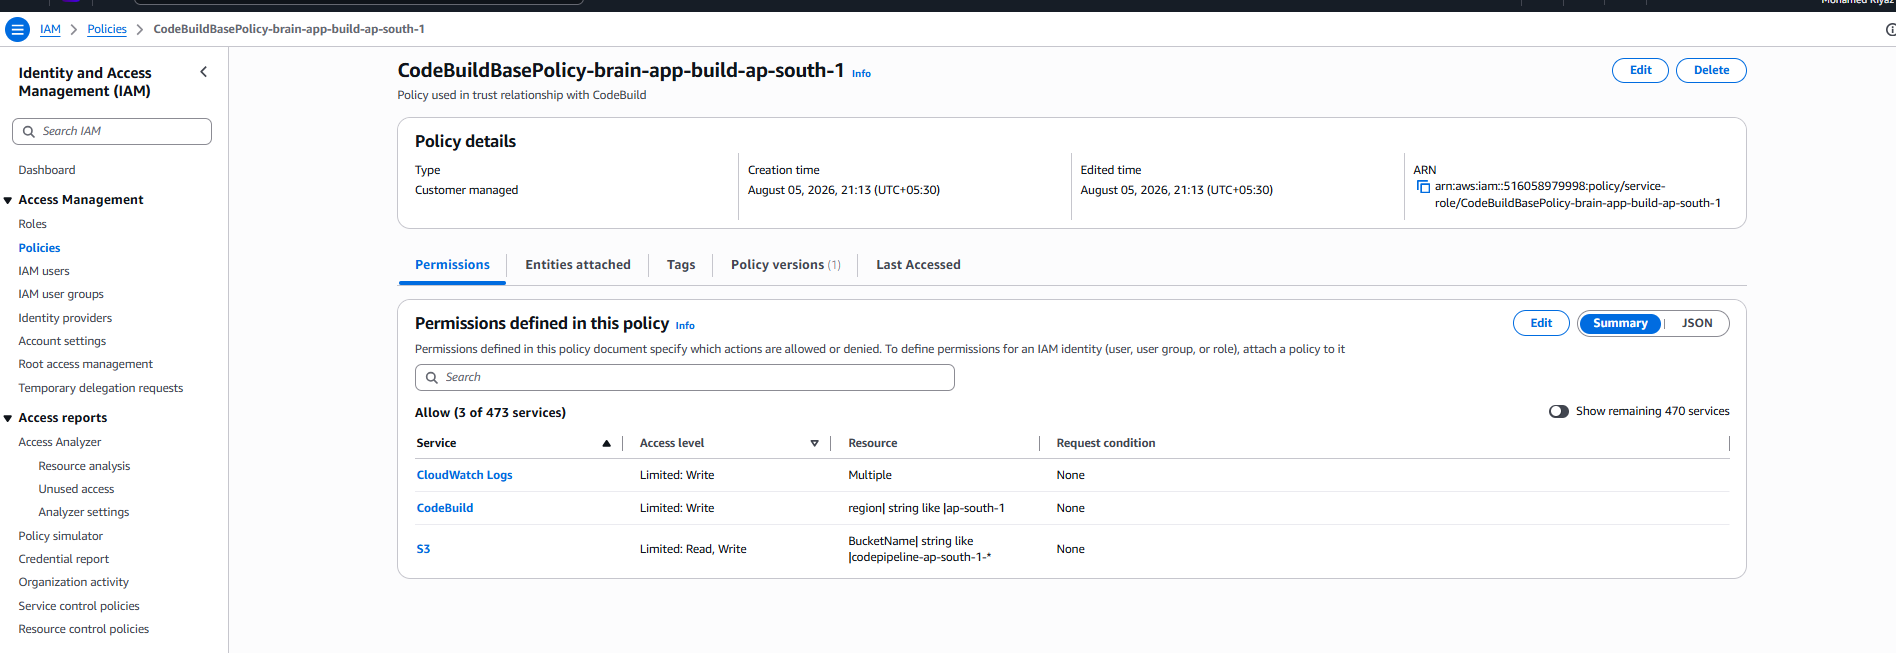 Mohamed Riyaz
IAM > Policies > CodeBuildBasePolicy-brain-app-build-ap-south-1
Identity and Access
Management (IAM)
Search IAM
Dashboard
Access Management
Roles
Policies
IAM users
IAM user groups
Identity providers
Account settings
Root access management
Temporary delegation requests
Access reports
Access Analyzer
Resource analysis
Unused access
Analyzer settings
Policy simulator
Credential report
Organization activity
Service control policies
Resource control policies
CodeBuildBasePolicy-brain-app-build-ap-south-1 Info
Edit Delete
Policy used in trust relationship with CodeBuild
Policy details
Type
Customer managed
Creation time
August 05, 2026, 21:13 (UTC+05:30)
Edited time
August 05, 2026, 21:13 (UTC+05:30)
ARN
arn:aws:iam::516058979998:policy/service-
role/CodeBuildBasePolicy-brain-app-build-ap-south-1
Permissions Entities attached Tags Policy versions (1) Last Accessed
Permissions defined in this policy Info
Edit Summary JSON
Permissions defined in this policy document specify which actions are allowed or denied. To define permissions for an IAM identity (user, user group, or role), attach a policy to it
Search
Allow (3 of 473 services)
Show remaining 470 services
Service Access level Resource Request condition
CloudWatch Logs Limited: Write Multiple None
CodeBuild Limited: Write region| string like |ap-south-1 None
S3 Limited: Read, Write BucketName| string like
|codepipeline-ap-south-1-* None